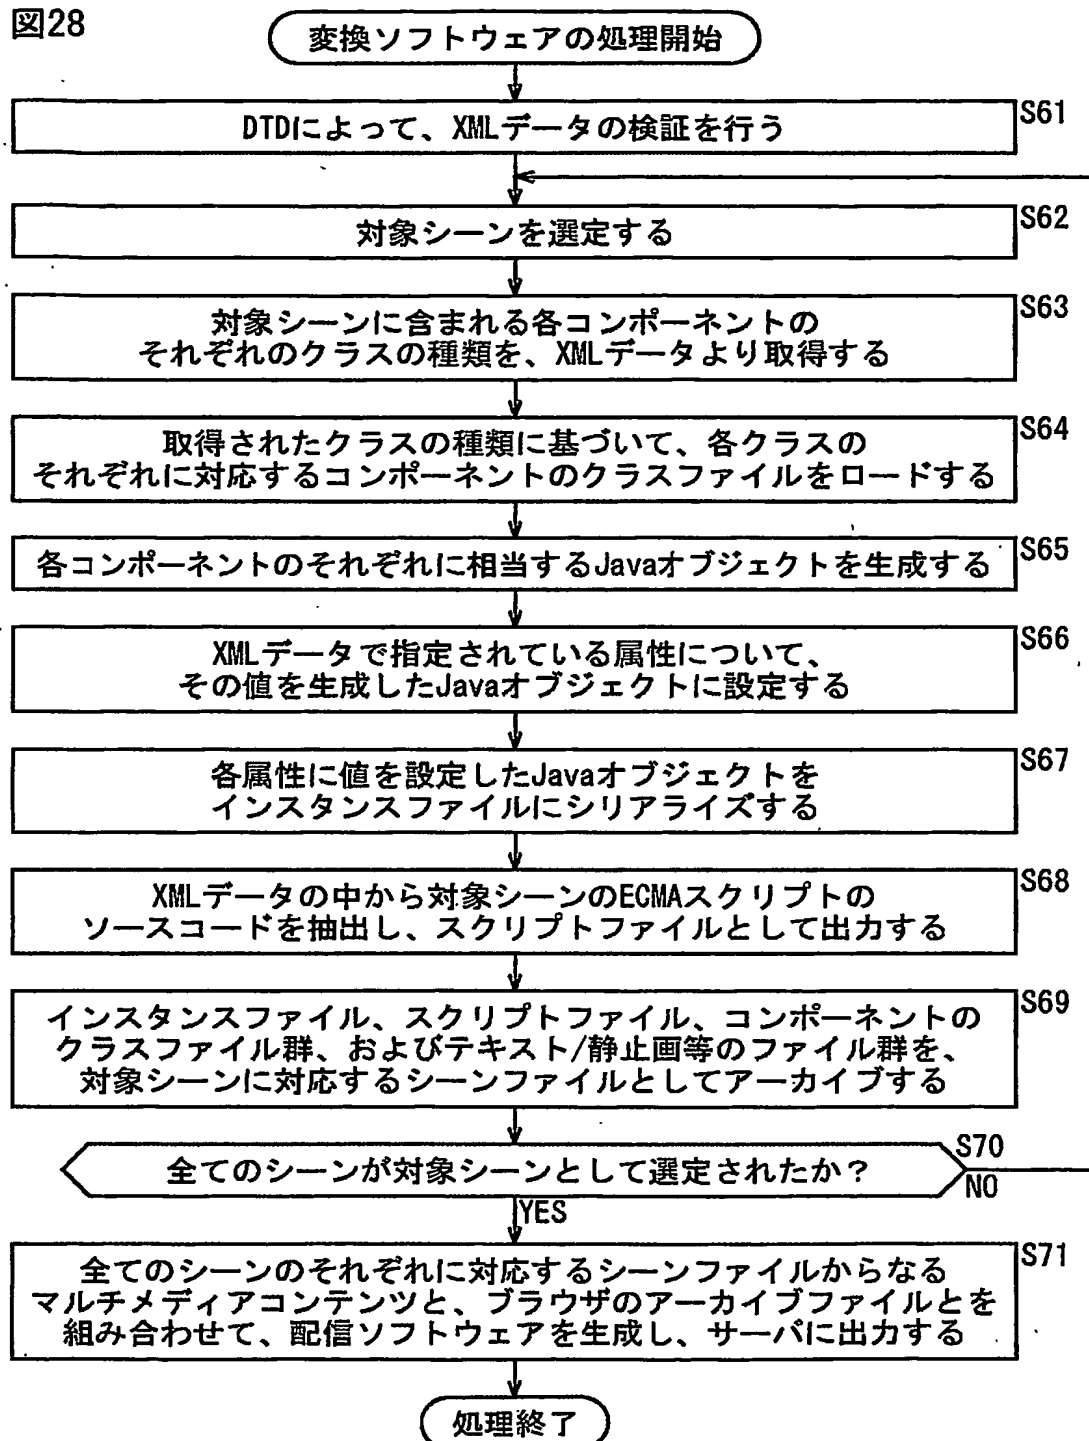 図28
変換ソフトウェアの処理開始
S61
DTDによって、XMLデータの検証を行う
S62
対象シーンを選定する
S63
対象シーンに含まれる各コンポーネントの
それぞれのクラスの種類を、XMLデータより取得する
S64
取得されたクラスの種類に基づいて、各クラスの
それぞれに対応するコンポーネントのクラスファイルをロードする
S65
各コンポーネントのそれぞれに相当するJavaオブジェクトを生成する
S66
XMLデータで指定されている属性について、
その値を生成したJavaオブジェクトに設定する
S67
各属性に値を設定したJavaオブジェクトを
インスタンスファイルにシリアライズする
S68
XMLデータの中から対象シーンのECMAスクリプトの
ソースコードを抽出し、スクリプトファイルとして出力する
S69
インスタンスファイル、スクリプトファイル、コンポーネントの
クラスファイル群、およびテキスト/静止画等のファイル群を、
対象シーンに対応するシーンファイルとしてアーカイブする
S70
全てのシーンが対象シーンとして選定されたか？
NO
YES
S71
全てのシーンのそれぞれに対応するシーンファイルからなる
マルチメディアコンテンツと、ブラウザのアーカイブファイルとを
組み合わせて、配信ソフトウェアを生成し、サーバに出力する
処理終了